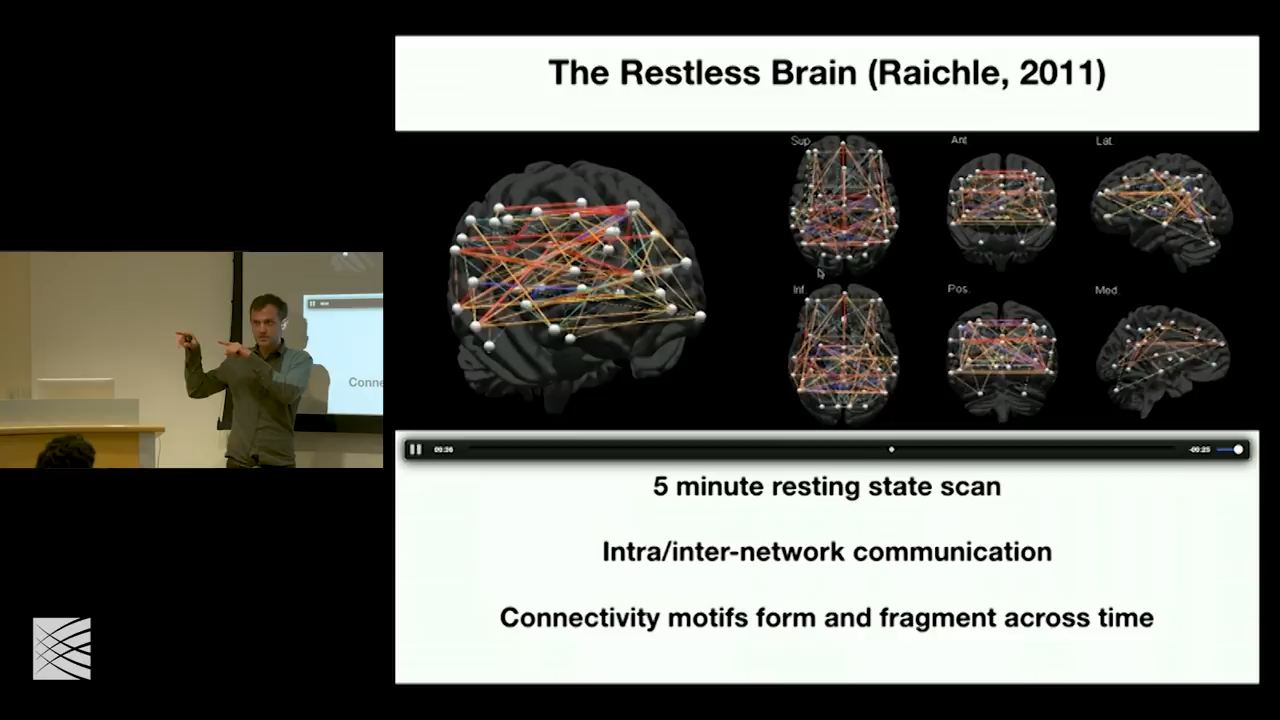 The Restless Brain (Raichle, 2011)
Sup.
Ant.
Lat.
Inf.
Pos.
Med.
00:36
-00:25
5 minute resting state scan
Intra/inter-network communication
Connectivity motifs form and fragment across time
Conne